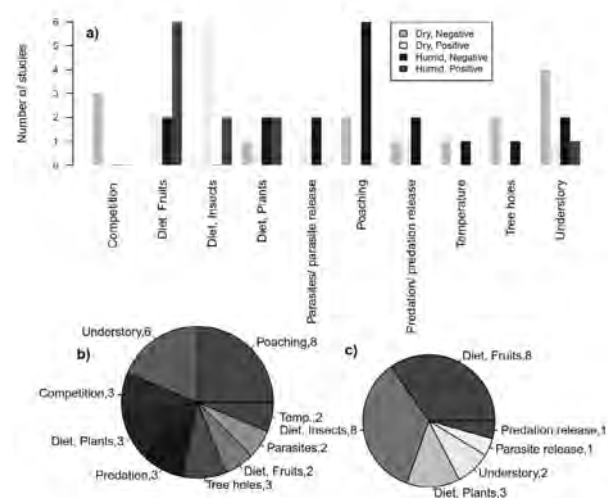 a)
Number of studies
6
5
4
3
2
1
0
Dry, Negative
Dry, Positive
Humid, Negative
Humid, Positive
Competition
Diet Fruits
Diet, Insects
Diet, Plants
Parasites/ parasite release
Poaching
Predation/ predation release
Temperature
Tree holes
Understory
b)
Understory,6
Poaching,8
Competition,3
Temp.,2
Diet, Plants,3
Parasites,2
Predation,3
Diet, Fruits,2
Tree holes,3
c)
Diet, Fruits,8
Diet, Insects,8
Predation release,1
Parasite release,1
Understory,2
Diet, Plants,3